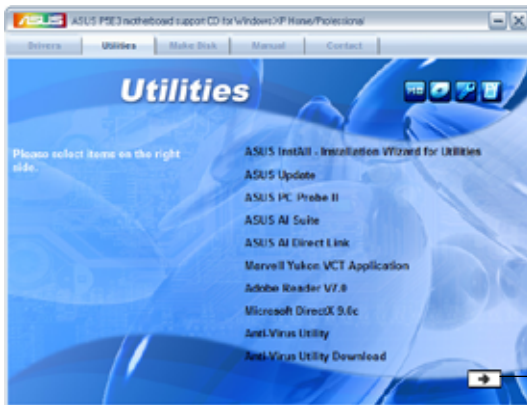 ASUS P5E3 motherboard support CD for Windows XP Home/Professional
Drivers
Utilities
Make Disk
Manual
Contact
Utilities
Please select items on the right side.
ASUS InstAll - Installation Wizard for Utilities
ASUS Update
ASUS PC Probe II
ASUS AI Suite
ASUS AI Direct Link
Marvell Yukon VCT Application
Adobe Reader V7.0
Microsoft DirectX 9.0c
Anti-Virus Utility
Anti-Virus Utility Download